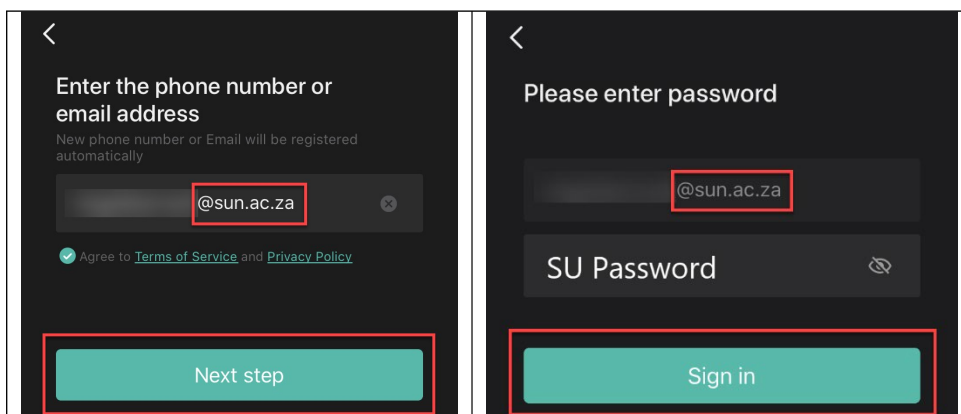 Enter the phone number or
email address
New phone number or Email will be registered
automatically
@sun.ac.za
Agree to Terms of Service and Privacy Policy
Next step
Please enter password
@sun.ac.za
SU Password
Sign in